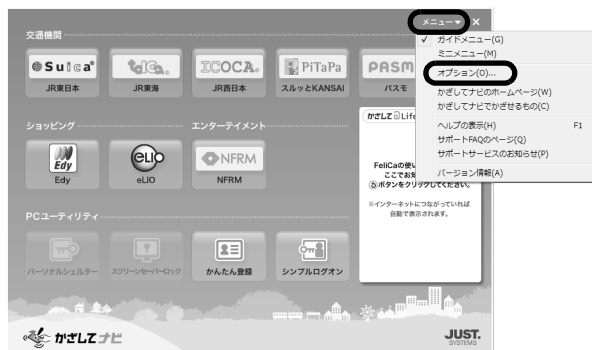 メニュー▼ ×
交通機関
Suica
TOICA
ICOCA
PiTaPa
PASM
JR東日本
JR東海
JR西日本
スルッとKANSAI
パスモ
✓ ガイドメニュー(G)
ミニメニュー(M)
オプション(O)...
かざしてナビのホームページ(W)
かざしてナビでかざせるもの(C)
ヘルプの表示(H) F1
サポートFAQのページ(Q)
サポートサービスのお知らせ(P)
バージョン情報(A)
ショッピング
エンターテイメント
Edy
eLIO
NFRM
Edy
eLIO
NFRM
かざして Life
FeliCaの使い
ここでお知
ボタンをクリックしてください。
※インターネットにつながっていれば
自動で表示されます。
PCユーティリティ
パーソナルシェルター
スクリーンセーバーロック
かんたん登録
シンプルログオン
かざしてナビ
JUST.
SYSTEMS